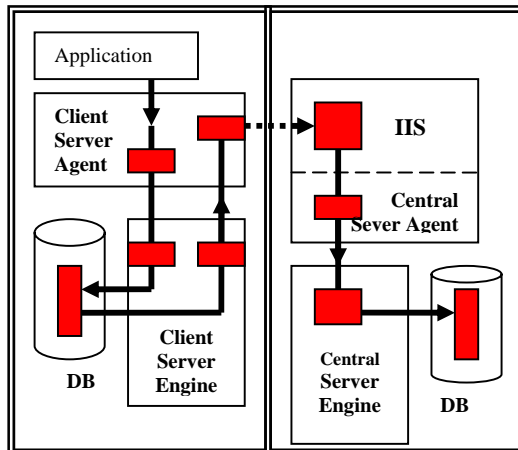 Application
Client
Server
Agent
IIS
Central
Sever Agent
Client
Server
Engine
DB
Central
Server
Engine
DB